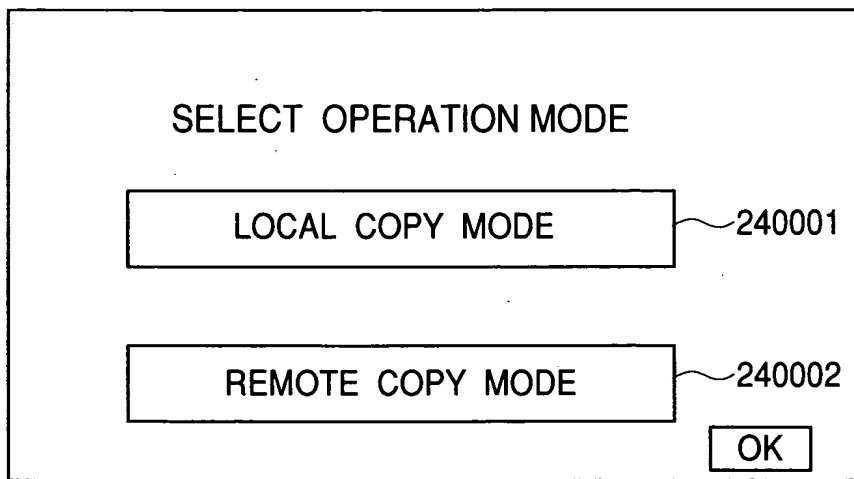 SELECT OPERATION MODE
LOCAL COPY MODE 240001
REMOTE COPY MODE 240002
OK